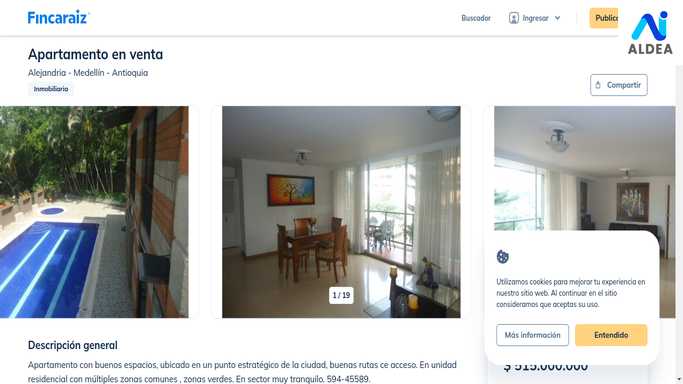 Fincaraiz
Buscador
Ingresar
Public
ALDEA
Apartamento en venta
Alejandria - Medellín - Antioquia
Inmobiliario
Compartir
1 / 19
Utilizamos cookies para mejorar tu experiencia en
nuestro sitio web. Al continuar en el sitio
consideramos que aceptas su uso.
Más información
Entendido
$ 515.000.000
Descripción general
Apartamento con buenos espacios, ubicado en un punto estratégico de la ciudad, buenas rutas ce acceso. En unidad
residencial con múltiples zonas comunes , zonas verdes. En sector muy tranquilo. 594-45589.